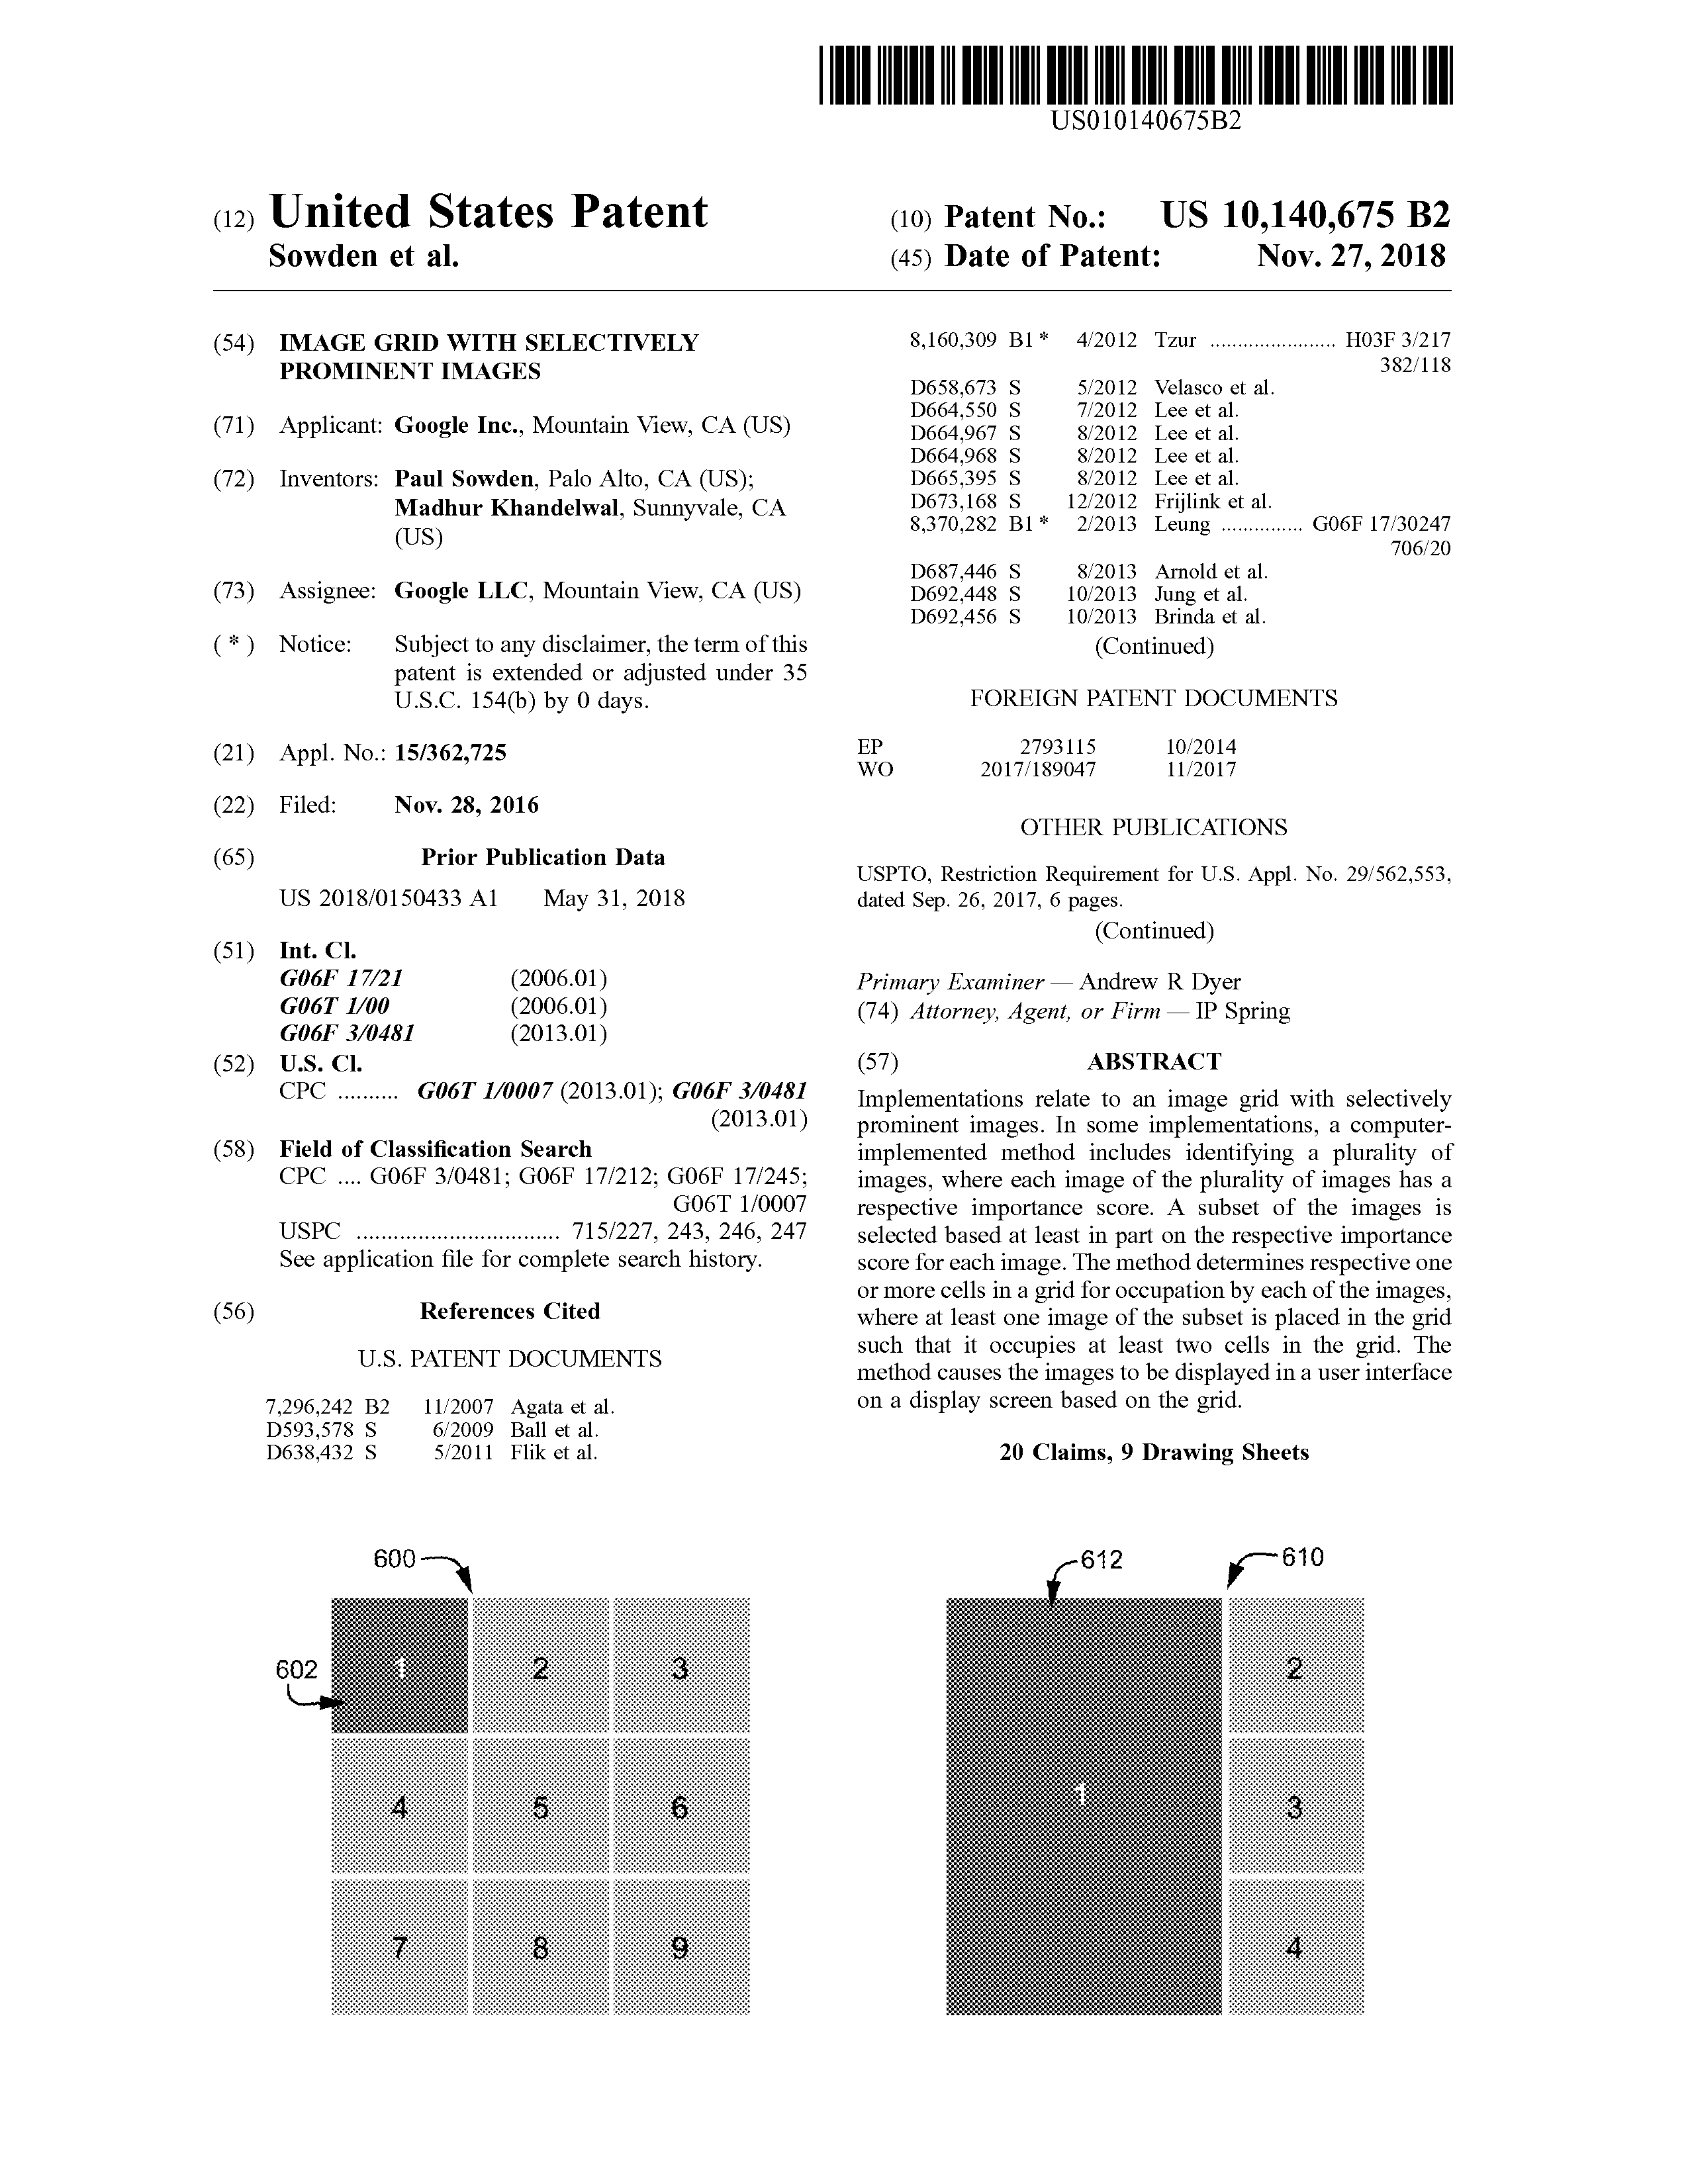 US010140675B2
(12) United States Patent
Sowden et al.
(10) Patent No.: US 10,140,675 B2
(45) Date of Patent: Nov. 27, 2018
(54) IMAGE GRID WITH SELECTIVELY
PROMINENT IMAGES
(71) Applicant: Google Inc., Mountain View, CA (US)
(72) Inventors: Paul Sowden, Palo Alto, CA (US);
Madhur Khandelwal, Sunnyvale, CA
(US)
(73) Assignee: Google LLC, Mountain View, CA (US)
( * ) Notice: Subject to any disclaimer, the term of this
patent is extended or adjusted under 35
U.S.C. 154(b) by 0 days.
(21) Appl. No.: 15/362,725
(22) Filed: Nov. 28, 2016
(65) Prior Publication Data
US 2018/0150433 A1 May 31, 2018
(51) Int. Cl.
G06F 17/21 (2006.01)
G06T 1/00 (2006.01)
G06F 3/0481 (2013.01)
(52) U.S. Cl.
CPC .......... G06T 1/0007 (2013.01); G06F 3/0481
(2013.01)
(58) Field of Classification Search
CPC .... G06F 3/0481; G06F 17/212; G06F 17/245;
G06T 1/0007
USPC ................................. 715/227, 243, 246, 247
See application file for complete search history.
(56) References Cited
U.S. PATENT DOCUMENTS
7,296,242 B2 11/2007 Agata et al.
D593,578 S 6/2009 Ball et al.
D638,432 S 5/2011 Flik et al.
8,160,309 B1 * 4/2012 Tzur ....................... H03F 3/217
382/118
D658,673 S 5/2012 Velasco et al.
D664,550 S 7/2012 Lee et al.
D664,967 S 8/2012 Lee et al.
D664,968 S 8/2012 Lee et al.
D665,395 S 8/2012 Lee et al.
D673,168 S 12/2012 Frijlink et al.
8,370,282 B1 * 2/2013 Leung ............... G06F 17/30247
706/20
D687,446 S 8/2013 Arnold et al.
D692,448 S 10/2013 Jung et al.
D692,456 S 10/2013 Brinda et al.
(Continued)
FOREIGN PATENT DOCUMENTS
EP 2793115 10/2014
WO 2017/189047 11/2017
OTHER PUBLICATIONS
USPTO, Restriction Requirement for U.S. Appl. No. 29/562,553,
dated Sep. 26, 2017, 6 pages.
(Continued)
Primary Examiner — Andrew R Dyer
(74) Attorney, Agent, or Firm — IP Spring
(57) ABSTRACT
Implementations relate to an image grid with selectively
prominent images. In some implementations, a computer-
implemented method includes identifying a plurality of
images, where each image of the plurality of images has a
respective importance score. A subset of the images is
selected based at least in part on the respective importance
score for each image. The method determines respective one
or more cells in a grid for occupation by each of the images,
where at least one image of the subset is placed in the grid
such that it occupies at least two cells in the grid. The
method causes the images to be displayed in a user interface
on a display screen based on the grid.
20 Claims, 9 Drawing Sheets
600
602
1 2 3
4 5 6
7 8 9
612
610
1
2
3
4